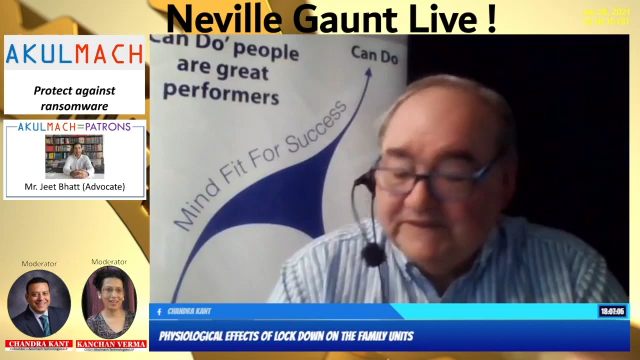 Neville Gaunt Live !
AKULMACH
Protect against
ransomware
AKULMACH=PATRONS
Mr. Jeet Bhatt (Advocate)
Can Do' people
are great
performers
Can Do
Mind Fit For Success
Moderator
Moderator
CHANDRA KANT
KANCHAN VERMA
CHANDRA KANT
18:07:05
PHYSIOLOGICAL EFFECTS OF LOCK DOWN ON THE FAMILY UNITS